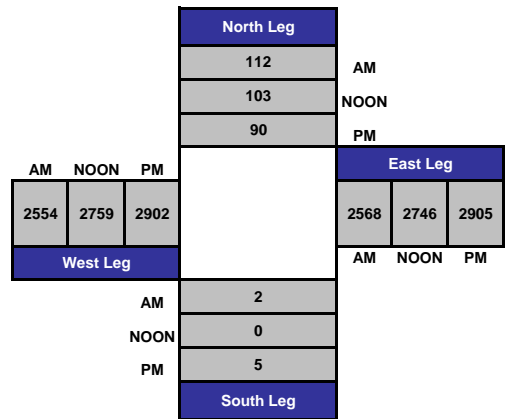 North Leg
112
AM
103
NOON
90
PM
East Leg
AM NOON PM
2554 2759 2902
2568 2746 2905
West Leg
AM NOON PM
AM
2
NOON
0
PM
5
South Leg